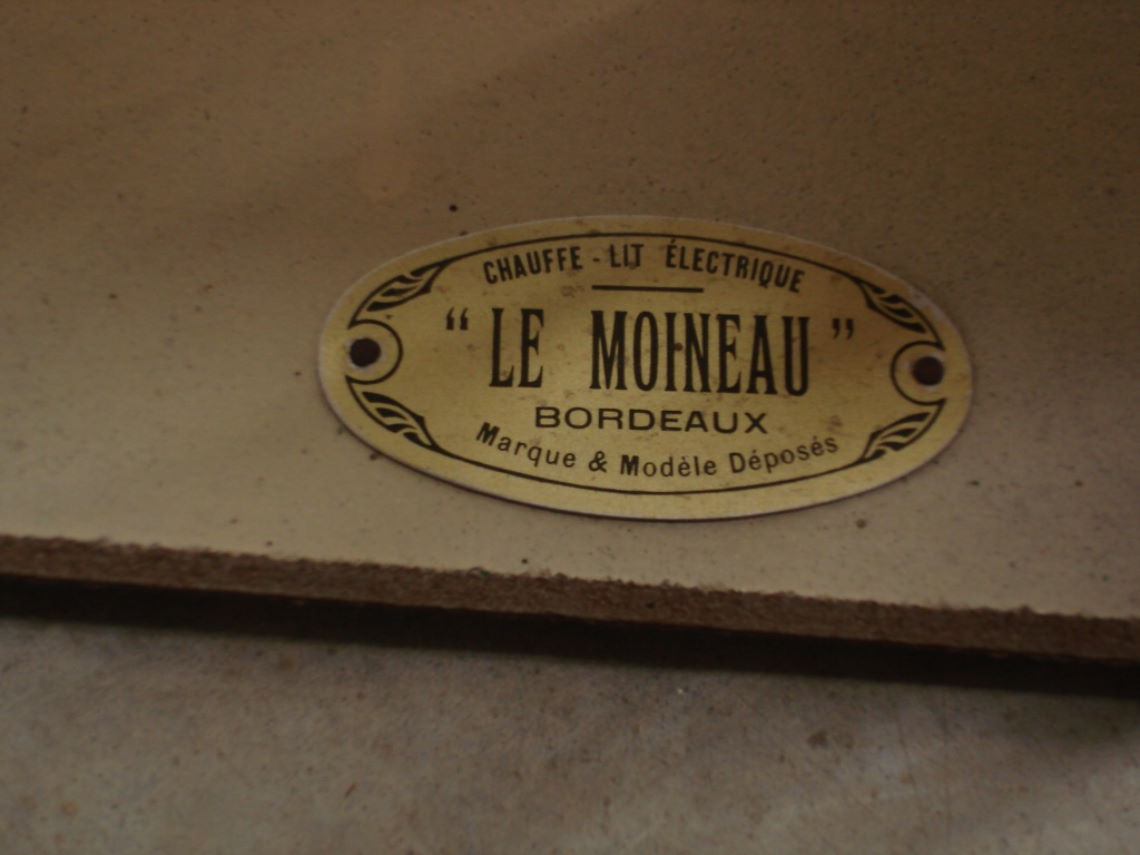 CHAUFFE-LIT ÉLECTRIQUE
“LE MOINEAU”
BORDEAUX
Marque & Modèle Déposés